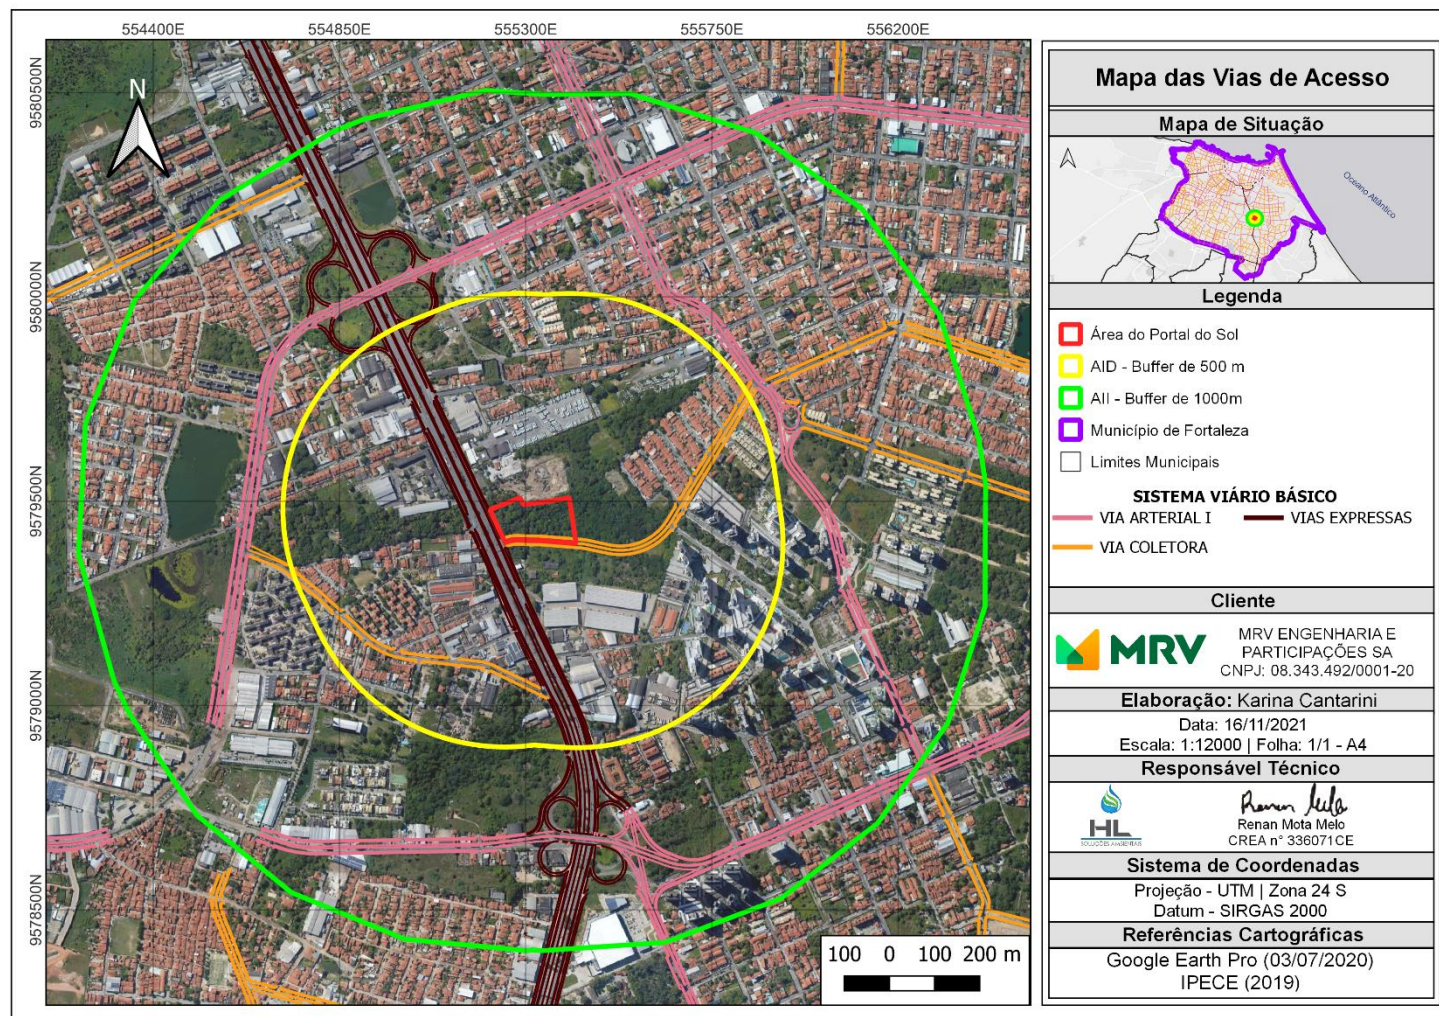 554400E 554850E 555300E 555750E 556200E
9580500N
9580000N
9579500N
9579000N
9578500N
N
100 0 100 200 m
Mapa das Vias de Acesso
Mapa de Situação
Oceano Atlântico
Legenda
Área do Portal do Sol
AID - Buffer de 500 m
AII - Buffer de 1000m
Município de Fortaleza
Limites Municipais
SISTEMA VIÁRIO BÁSICO
VIA ARTERIAL I VIAS EXPRESSAS
VIA COLETORA
Cliente
MRV
MRV ENGENHARIA E
PARTICIPAÇÕES SA
CNPJ: 08.343.492/0001-20
Elaboração: Karina Cantarini
Data: 16/11/2021
Escala: 1:12000 | Folha: 1/1 - A4
Responsável Técnico
HL
SOLUÇÕES AMBIENTAIS
Renan Mota Melo
CREA n° 336071CE
Sistema de Coordenadas
Projeção - UTM | Zona 24 S
Datum - SIRGAS 2000
Referências Cartográficas
Google Earth Pro (03/07/2020)
IPECE (2019)